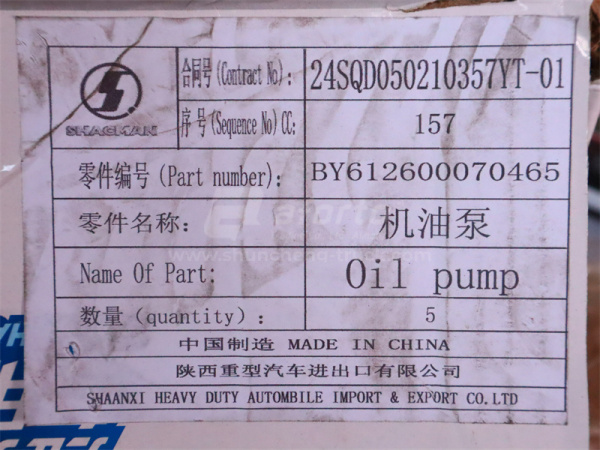 SHACMAN
合同号(Contract No): 24SQD050210357YT-01
序号(Sequence No) CC: 157
零件编号(Part number): BY612600070465
零件名称: 机油泵
Name Of Part: Oil pump
数量(quantity): 5
中国制造 MADE IN CHINA
陕西重型汽车进出口有限公司
SHAANXI HEAVY DUTY AUTOMBILE IMPORT & EXPORT CO.LTD